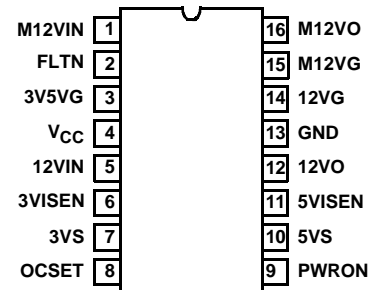 M12VIN 1 16 M12VO
FLTN 2 15 M12VG
3V5VG 3 14 12VG
VCC 4 13 GND
12VIN 5 12 12VO
3VISEN 6 11 5VISEN
3VS 7 10 5VS
OCSET 8 9 PWRON